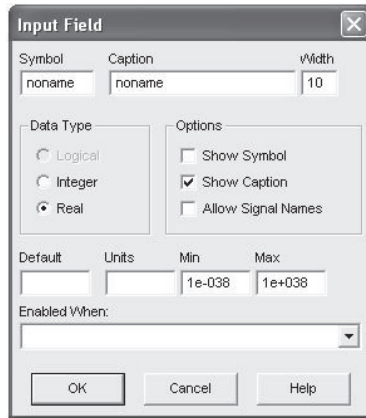 Input Field
Symbol Caption Width
noname noname 10
Data Type Options
Logical Show Symbol
Integer Show Caption
Real Allow Signal Names
Default Units Min Max
1e-038 1e+038
Enabled When:
OK Cancel Help